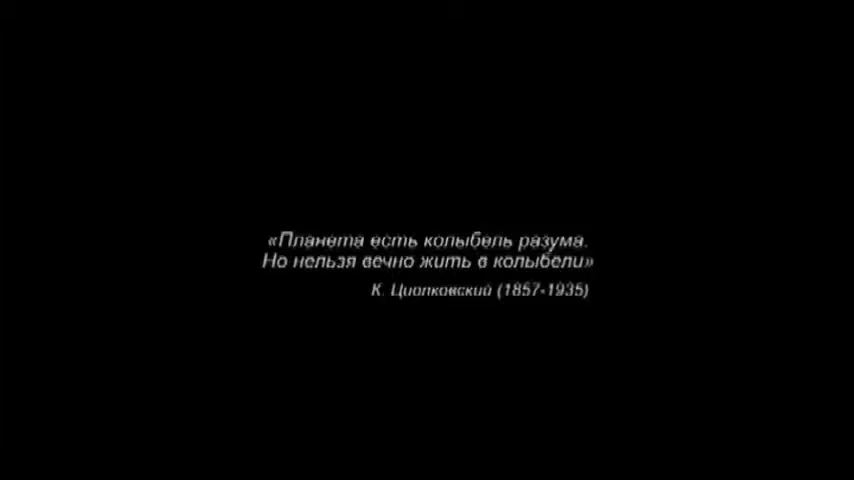 «Планета есть колыбель разума.
Но нельзя вечно жить в колыбели»
К. Циолковский (1857-1935)